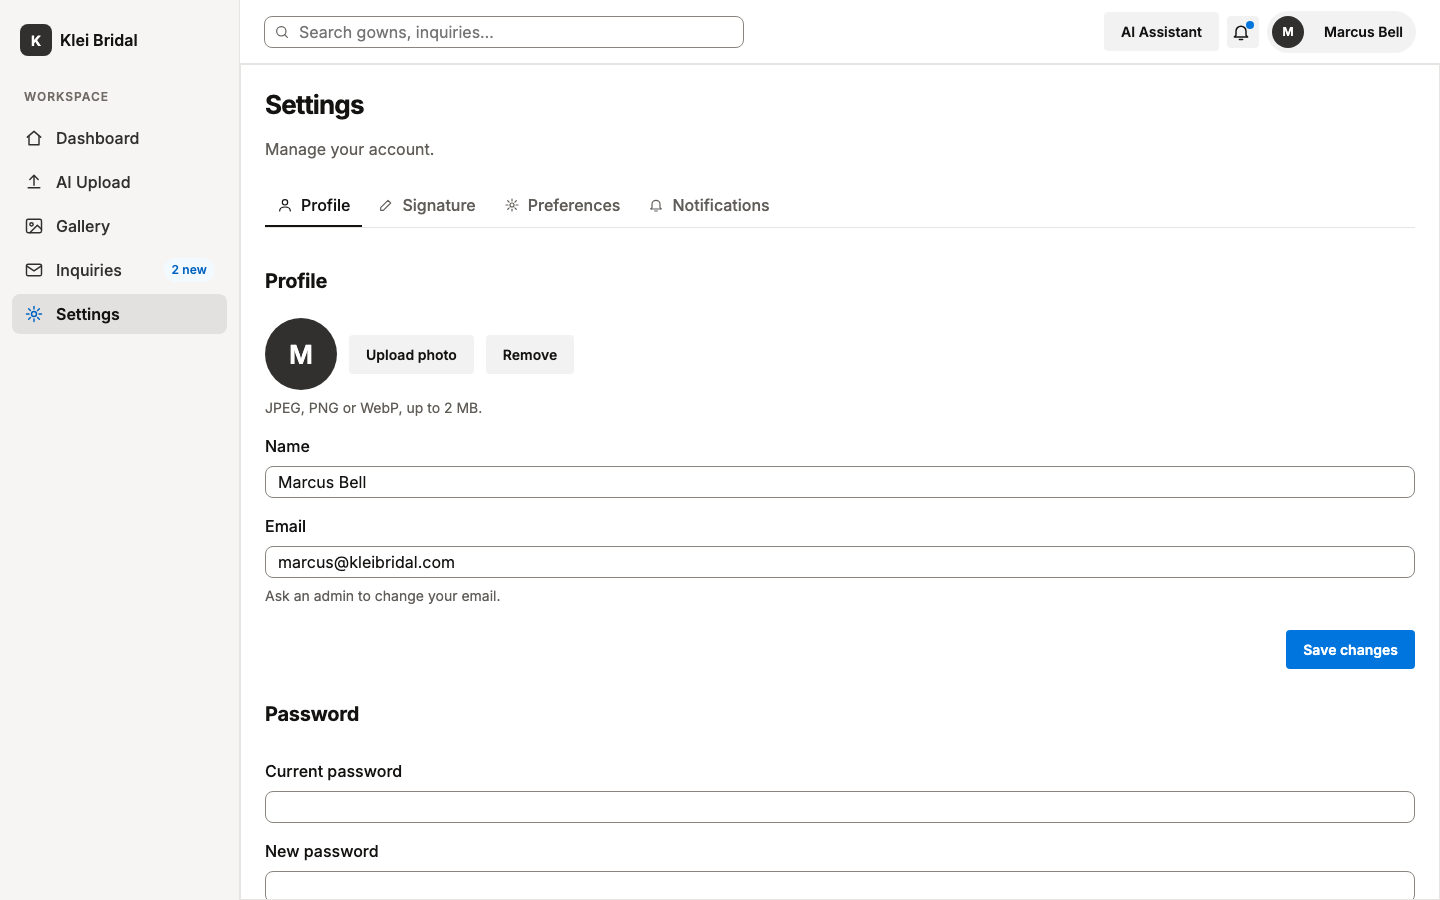 K Klei Bridal
Search gowns, inquiries...
AI Assistant
M Marcus Bell
WORKSPACE
Dashboard
AI Upload
Gallery
Inquiries 2 new
Settings
Settings
Manage your account.
Profile Signature Preferences Notifications
Profile
M Upload photo Remove
JPEG, PNG or WebP, up to 2 MB.
Name
Marcus Bell
Email
marcus@kleibridal.com
Ask an admin to change your email.
Save changes
Password
Current password
New password